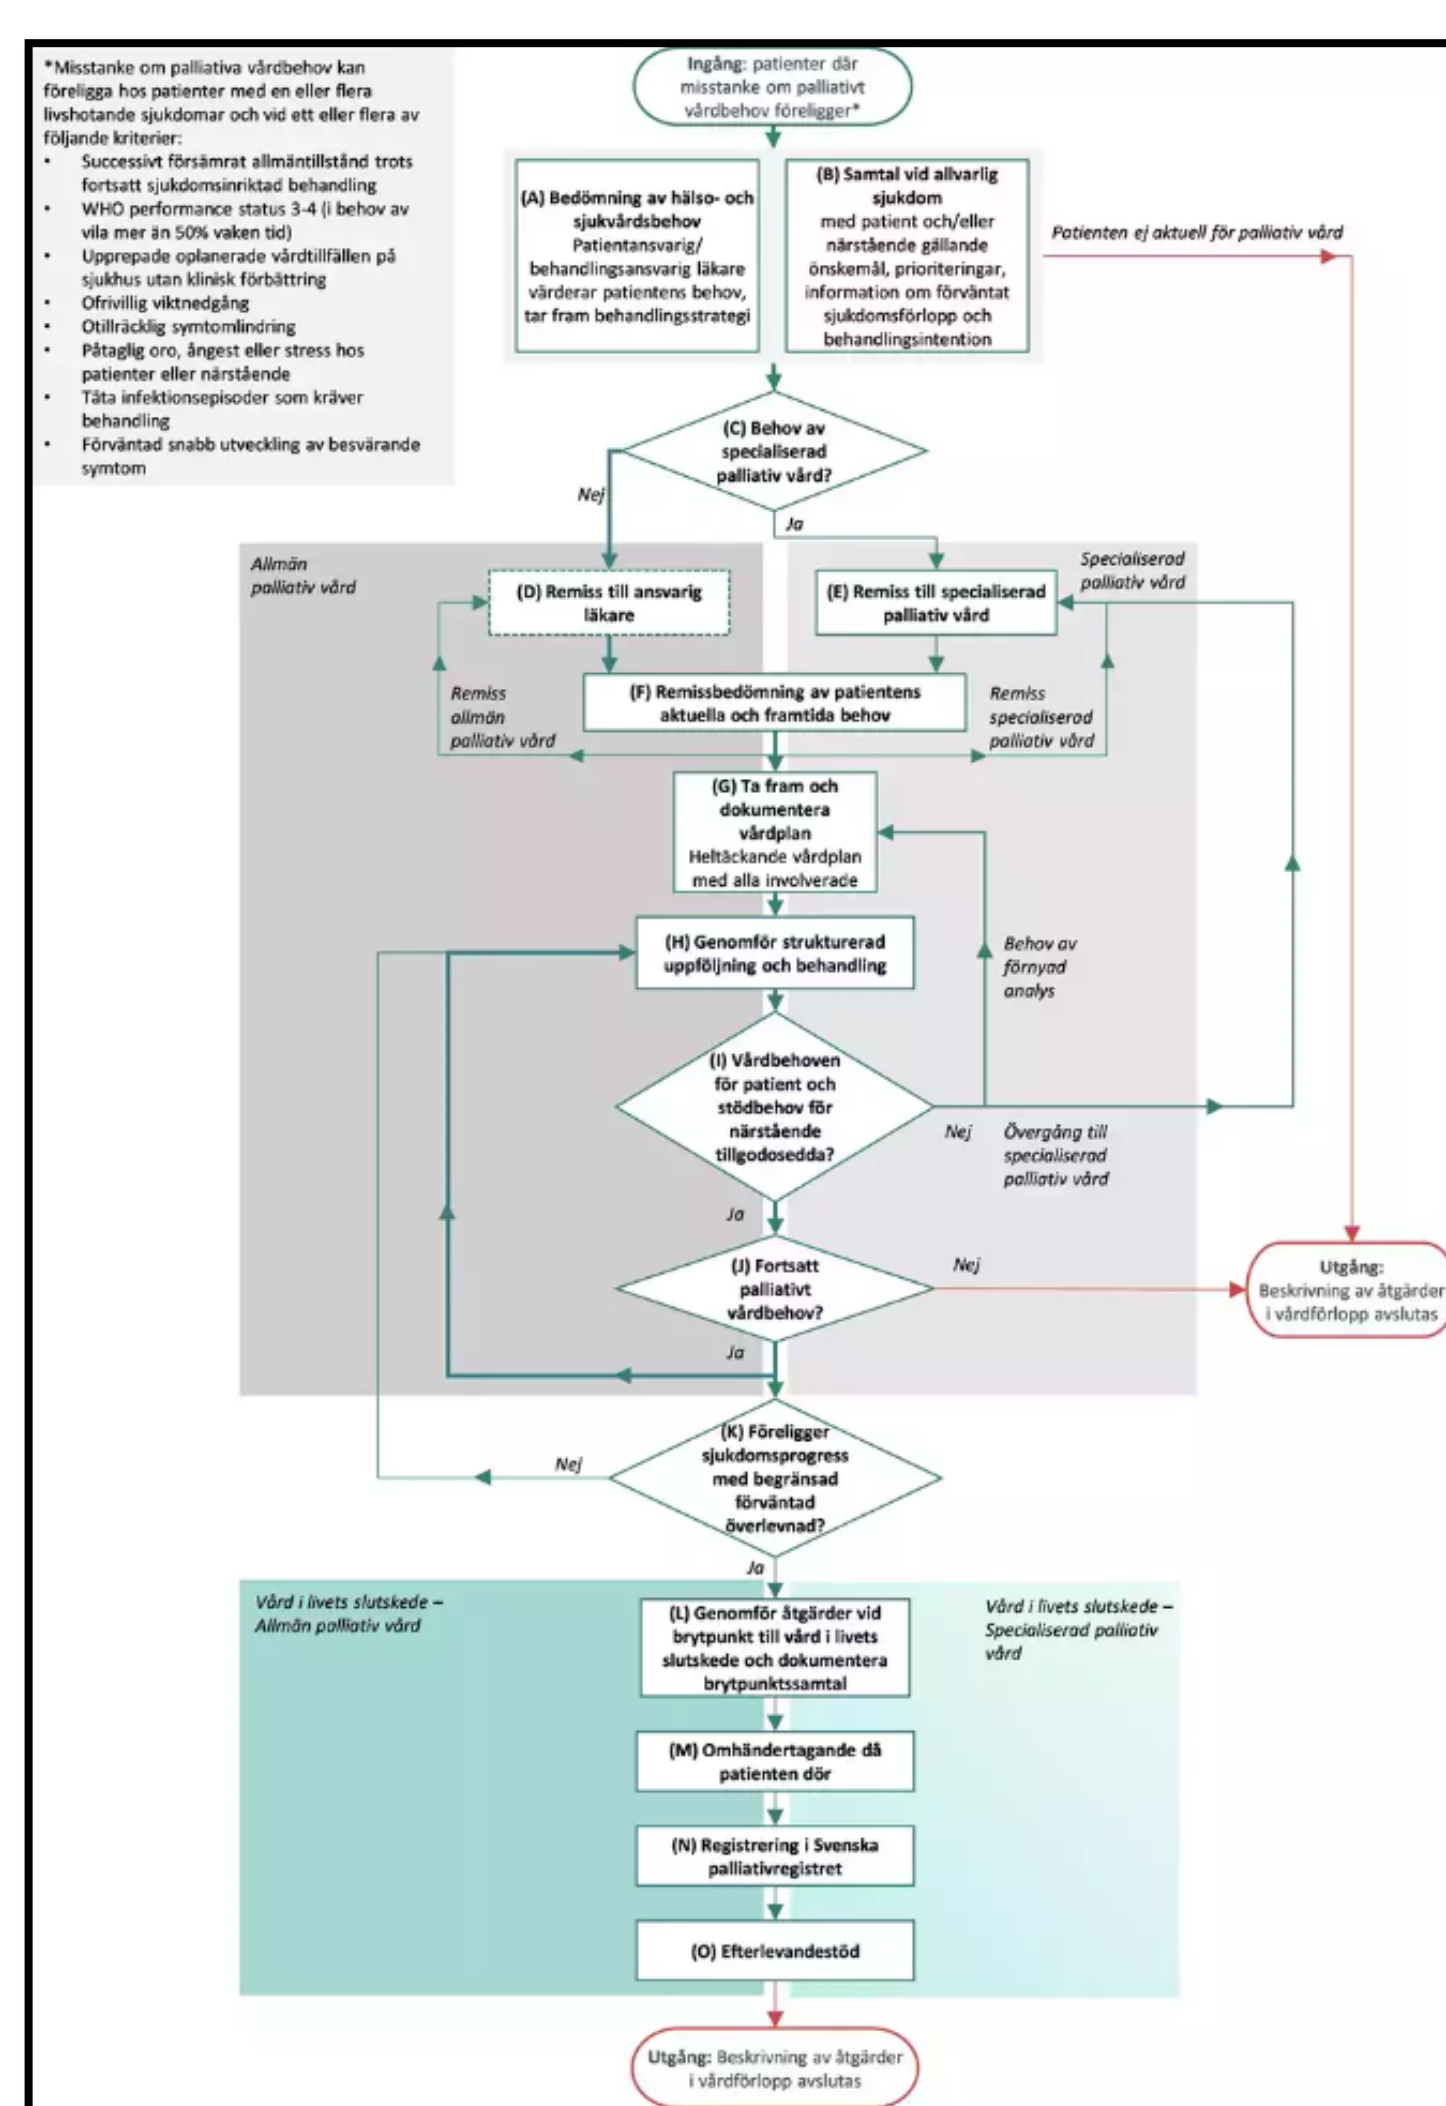 *Misstanke om palliativa vårdbehov kan
föreligga hos patienter med en eller flera
livshotande sjukdomar och vid ett eller flera av
följande kriterier:
• Successivt försämrat allmäntillstånd trots
fortsatt sjukdomsinriktad behandling
• WHO performance status 3-4 (i behov av
vila mer än 50% vaken tid)
• Upprepade oplanerade vårdtillfällen på
sjukhus utan klinisk förbättring
• Ofrivillig viktnedgång
• Otillräcklig symtomlindring
• Påtaglig oro, ångest eller stress hos
patienter eller närstående
• Täta infektionsepisoder som kräver
behandling
• Förväntad snabb utveckling av besvärande
symtom
Ingång: patienter där
misstanke om palliativt
vårdbehov föreligger*
(A) Bedömning av hälso- och
sjukvårdsbehov
Patientansvarig/
behandlingsansvarig läkare
värderar patientens behov,
tar fram behandlingsstrategi
(B) Samtal vid allvarlig
sjukdom
med patient och/eller
närstående gällande
önskemål, prioriteringar,
information om förväntat
sjukdomsförlopp och
behandlingsintention
Patienten ej aktuell för palliativ vård
(C) Behov av
specialiserad
palliativ vård?
Nej
Ja
Allmän
palliativ vård
Specialiserad
palliativ vård
(D) Remiss till ansvarig
läkare
(E) Remiss till specialiserad
palliativ vård
(F) Remissbedömning av patientens
aktuella och framtida behov
Remiss
allmän
palliativ vård
Remiss
specialiserad
palliativ vård
(G) Ta fram och
dokumentera
vårdplan
Heltäckande vårdplan
med alla involverade
(H) Genomför strukturerad
uppföljning och behandling
Behov av
förnyad
analys
(I) Vårdbehoven
för patient och
stödbehov för
närstående
tillgodosedda?
Nej
Övergång till
specialiserad
palliativ vård
Ja
(J) Fortsatt
palliativt
vårdbehov?
Nej
Utgång:
Beskrivning av åtgärder
i vårdförlopp avslutas
Ja
(K) Föreligger
sjukdomsprogress
med begränsad
förväntad
överlevnad?
Nej
Ja
Vård i livets slutskede –
Allmän palliativ vård
Vård i livets slutskede –
Specialiserad palliativ
vård
(L) Genomför åtgärder vid
brytpunkt till vård i livets
slutskede och dokumentera
brytpunktssamtal
(M) Omhändertagande då
patienten dör
(N) Registrering i Svenska
palliativregistret
(O) Efterlevandestöd
Utgång: Beskrivning av åtgärder
i vårdförlopp avslutas